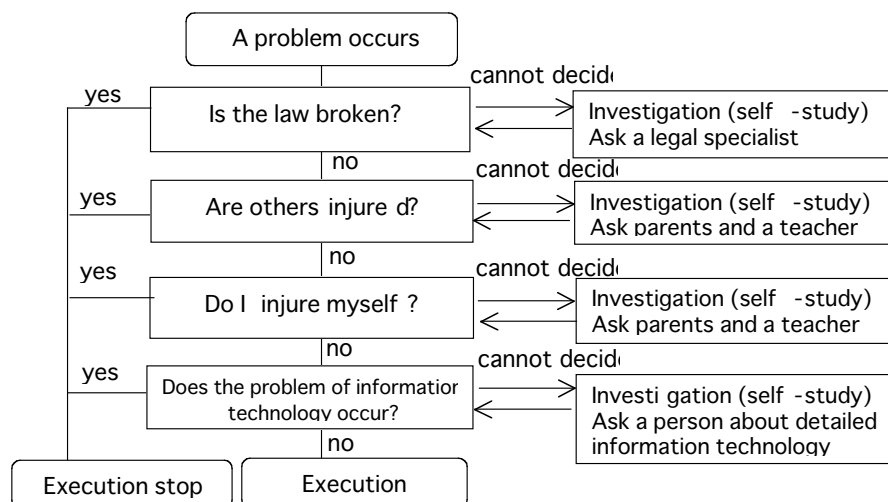 A problem occurs
cannot decide
yes
Is the law broken?
Investigation (self -study)
Ask a legal specialist
no
cannot decide
yes
Are others injure d?
Investigation (self -study)
Ask parents and a teacher
no
cannot decide
yes
Do I injure myself ?
Investigation (self -study)
Ask parents and a teacher
no
cannot decide
yes
Does the problem of information
technology occur?
Investi gation (self -study)
Ask a person about detailed
information technology
no
Execution stop
Execution